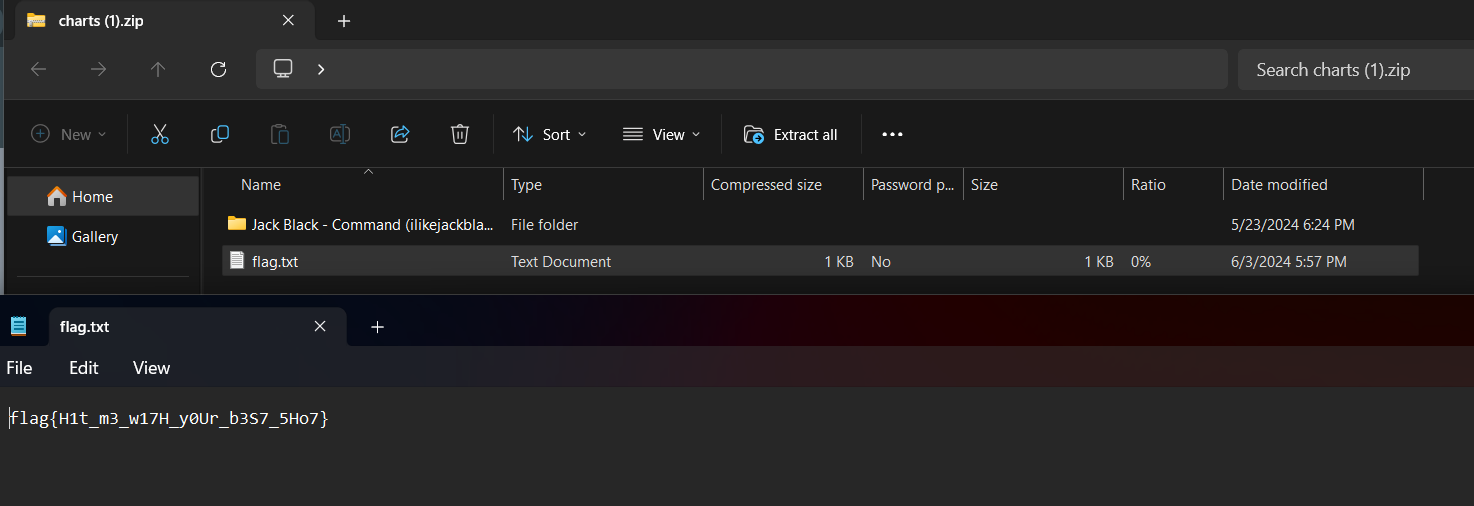 charts (1).zip
Search charts (1).zip
New
Sort
View
Extract all
Name Type Compressed size Password p... Size Ratio Date modified
Home
Gallery
Jack Black - Command (ilikejackbla... File folder 5/23/2024 6:24 PM
flag.txt Text Document 1 KB No 1 KB 0% 6/3/2024 5:57 PM
flag.txt
File Edit View
flag{H1t_m3_w17H_y0Ur_b3S7_5Ho7}